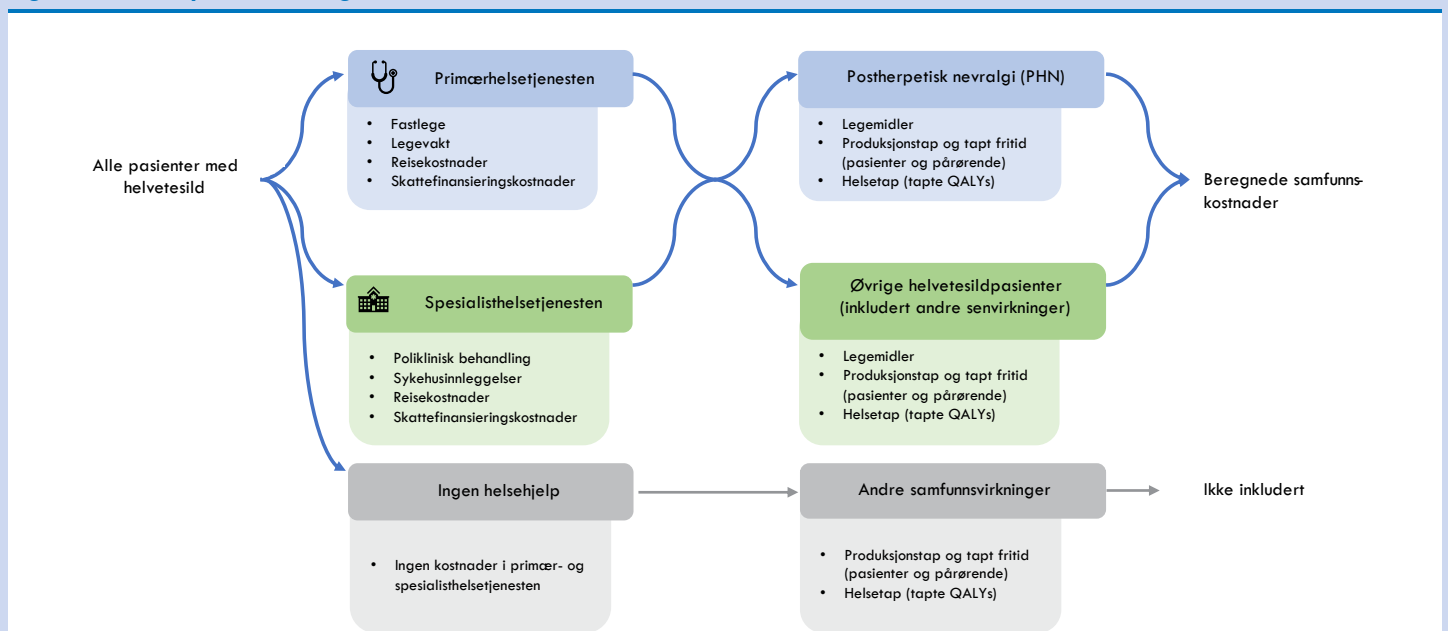 Alle pasienter med
helvetesild
Primærhelsetjenesten
• Fastlege
• Legevakt
• Reisekostnader
• Skattefinansieringskostnader
Spesialisthelsetjenesten
• Poliklinisk behandling
• Sykehusinnleggelser
• Reisekostnader
• Skattefinansieringskostnader
Ingen helsehjelp
• Ingen kostnader i primær- og
spesialisthelsetjenesten
Postherpetisk nevralgi (PHN)
• Legemidler
• Produksjonstap og tapt fritid
(pasienter og pårørende)
• Helsetap (tapte QALYs)
Øvrige helvetesildpasienter
(inkludert andre senvirkninger)
• Legemidler
• Produksjonstap og tapt fritid
(pasienter og pårørende)
• Helsetap (tapte QALYs)
Andre samfunnsvirkninger
• Produksjonstap og tapt fritid
(pasienter og pårørende)
• Helsetap (tapte QALYs)
Beregnede samfunns-
kostnader
Ikke inkludert